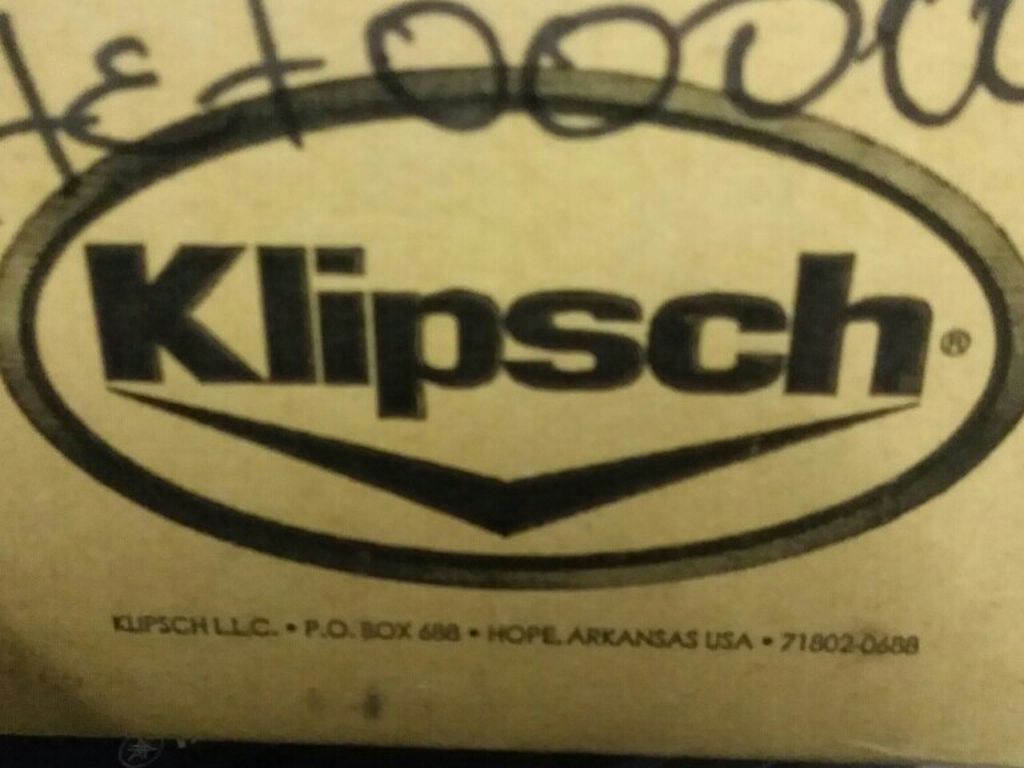 Klipsch®
KLIPSCH L.L.C. • P.O. BOX 688 • HOPE, ARKANSAS USA • 71802-0688